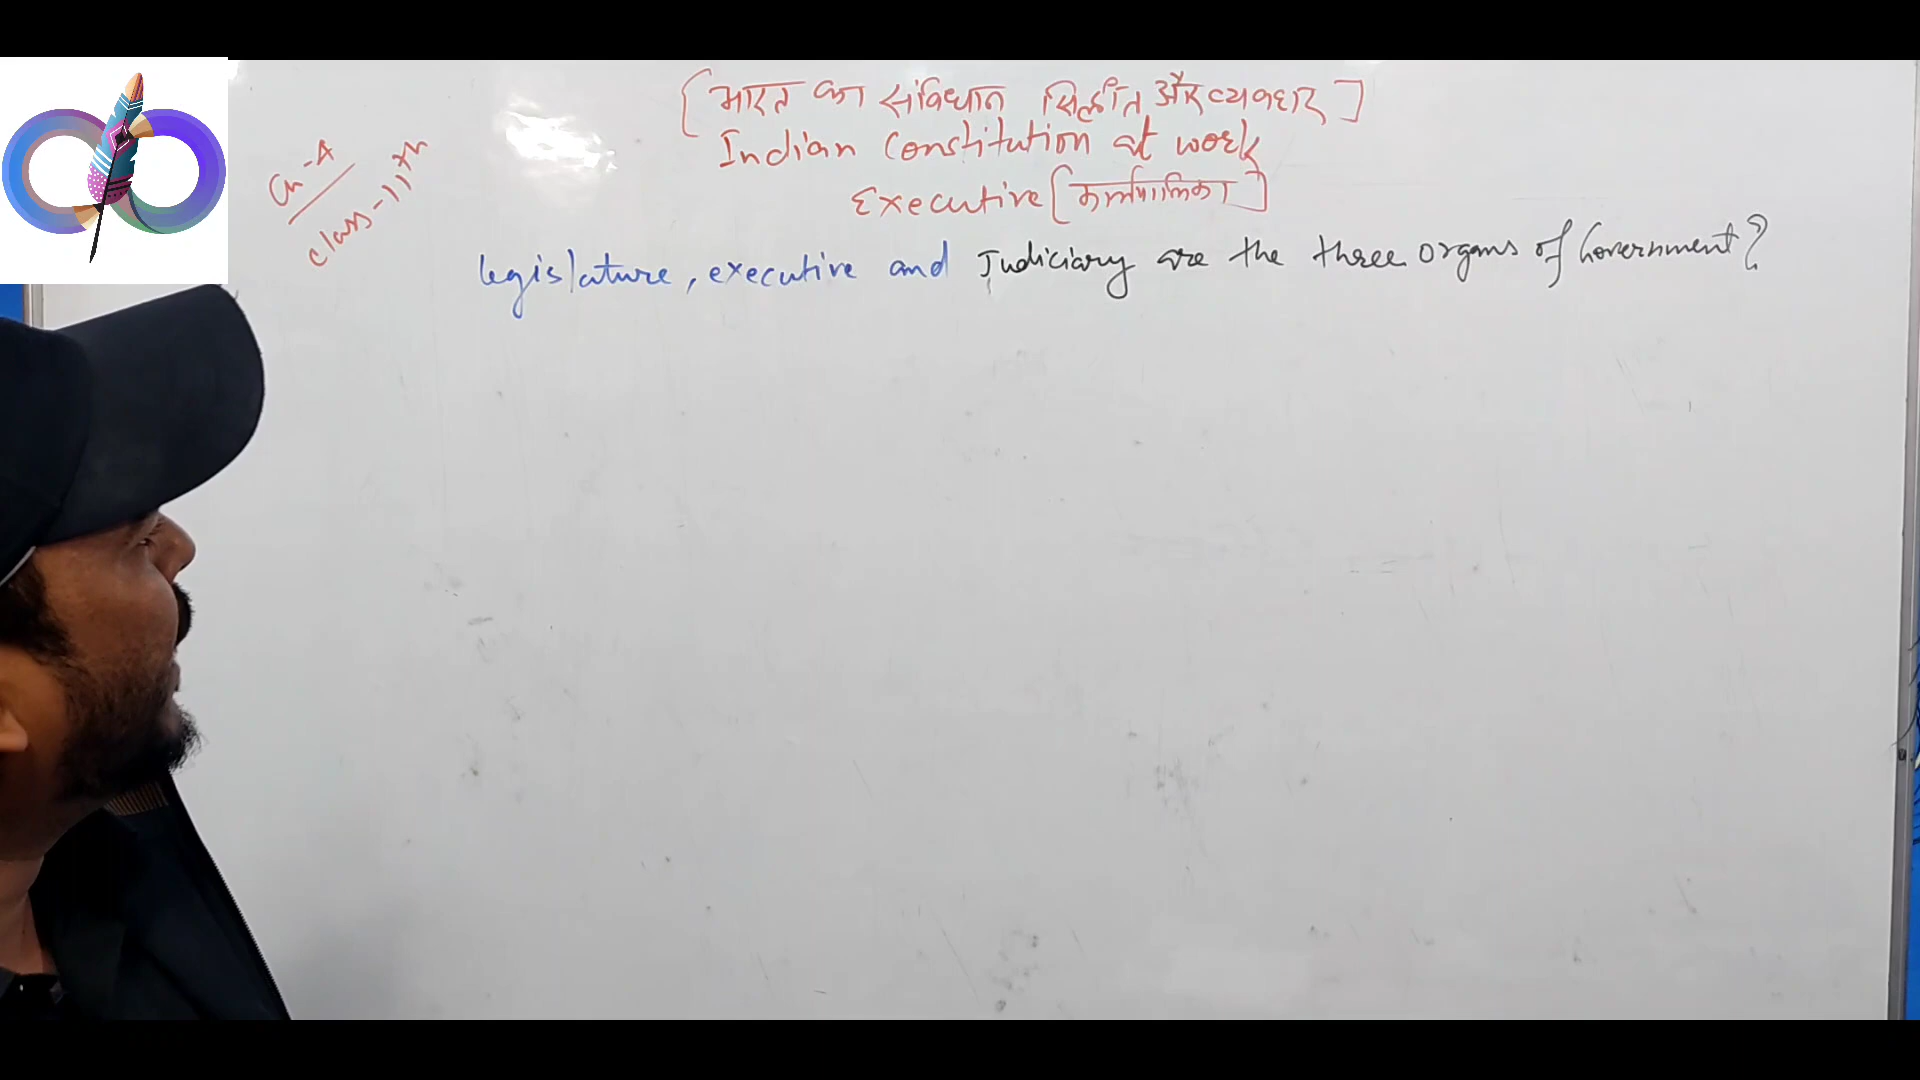 [भारत का संविधान सिद्धांत और व्यवहार]
Indian Constitution at work
Executive [कार्यपालिका]
Ch-4
Class-11th
legislature, executive and Judiciary are the three organs of Government?